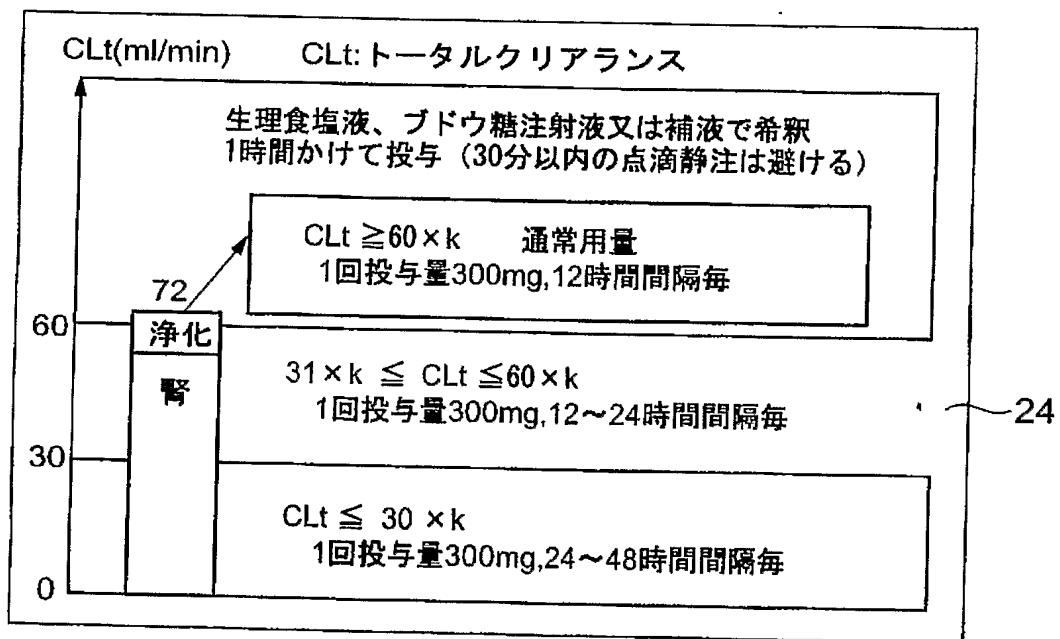 CLt(ml/min) CLt:トータルクリアランス
生理食塩液、ブドウ糖注射液又は補液で希釈
1時間かけて投与(30分以内の点滴静注は避ける)
CLt ≧60×k 通常用量
1回投与量300mg,12時間間隔毎
72
60
浄化
腎
31×k ≦ CLt ≦60×k
1回投与量300mg,12~24時間間隔毎
24
30
CLt ≦ 30 ×k
1回投与量300mg,24~48時間間隔毎
0